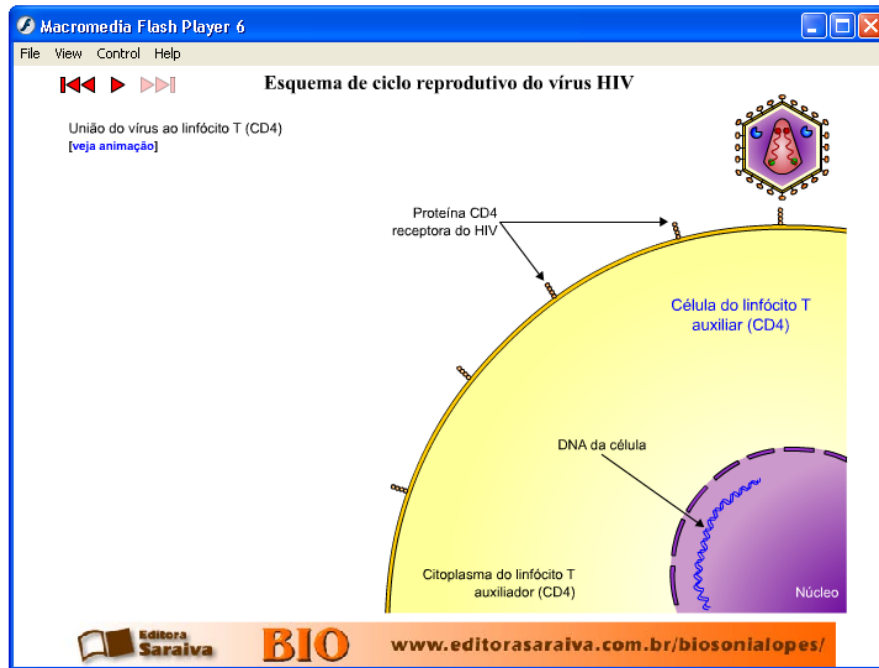 Macromedia Flash Player 6
File View Control Help
Esquema de ciclo reprodutivo do vírus HIV
União do vírus ao linfócito T (CD4)
[veja animação]
Proteína CD4
receptora do HIV
Célula do linfócito T
auxiliar (CD4)
DNA da célula
Citoplasma do linfócito T
auxiliador (CD4)
Núcleo
Editora
Saraiva
BIO
www.editorasaraiva.com.br/biosonialopes/